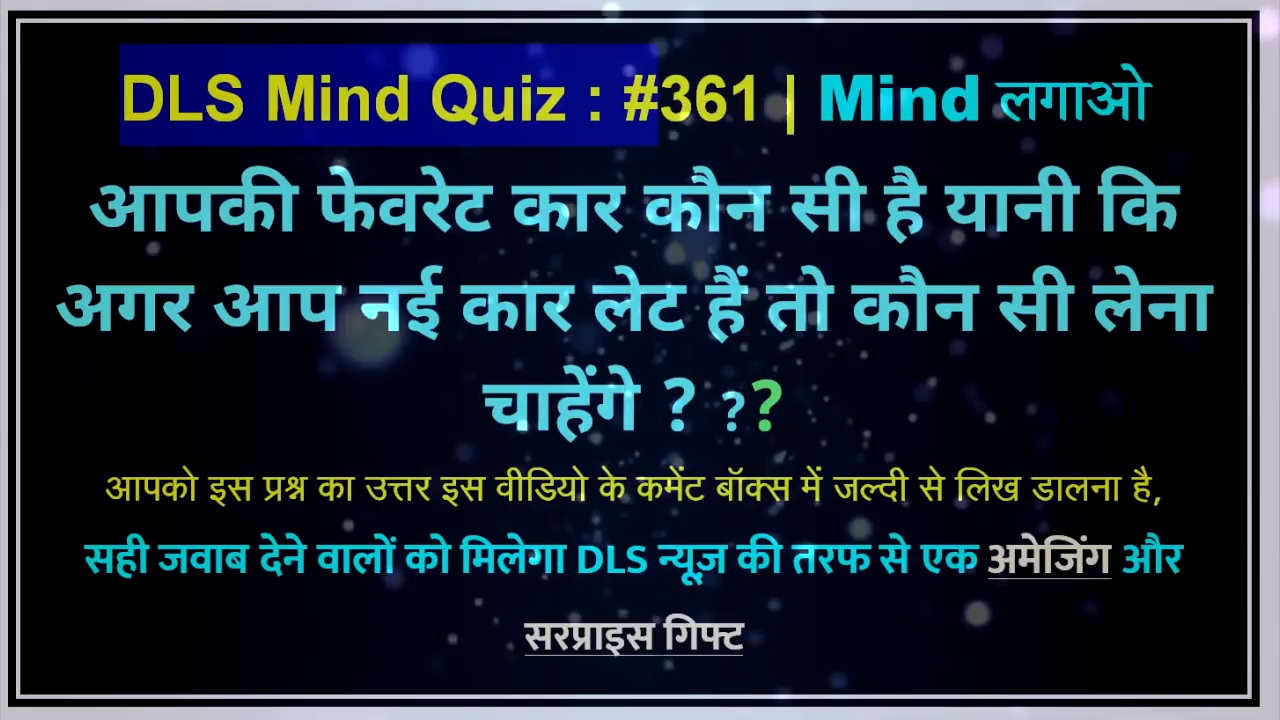 DLS Mind Quiz : #361 | Mind लगाओ
आपकी फेवरेट कार कौन सी है यानी कि
अगर आप नई कार लेट हैं तो कौन सी लेना
चाहेंगे ? ??
आपको इस प्रश्न का उत्तर इस वीडियो के कमेंट बॉक्स में जल्दी से लिख डालना है,
सही जवाब देने वालों को मिलेगा DLS न्यूज़ की तरफ से एक अमेजिंग और
सरप्राइस गिफ्ट